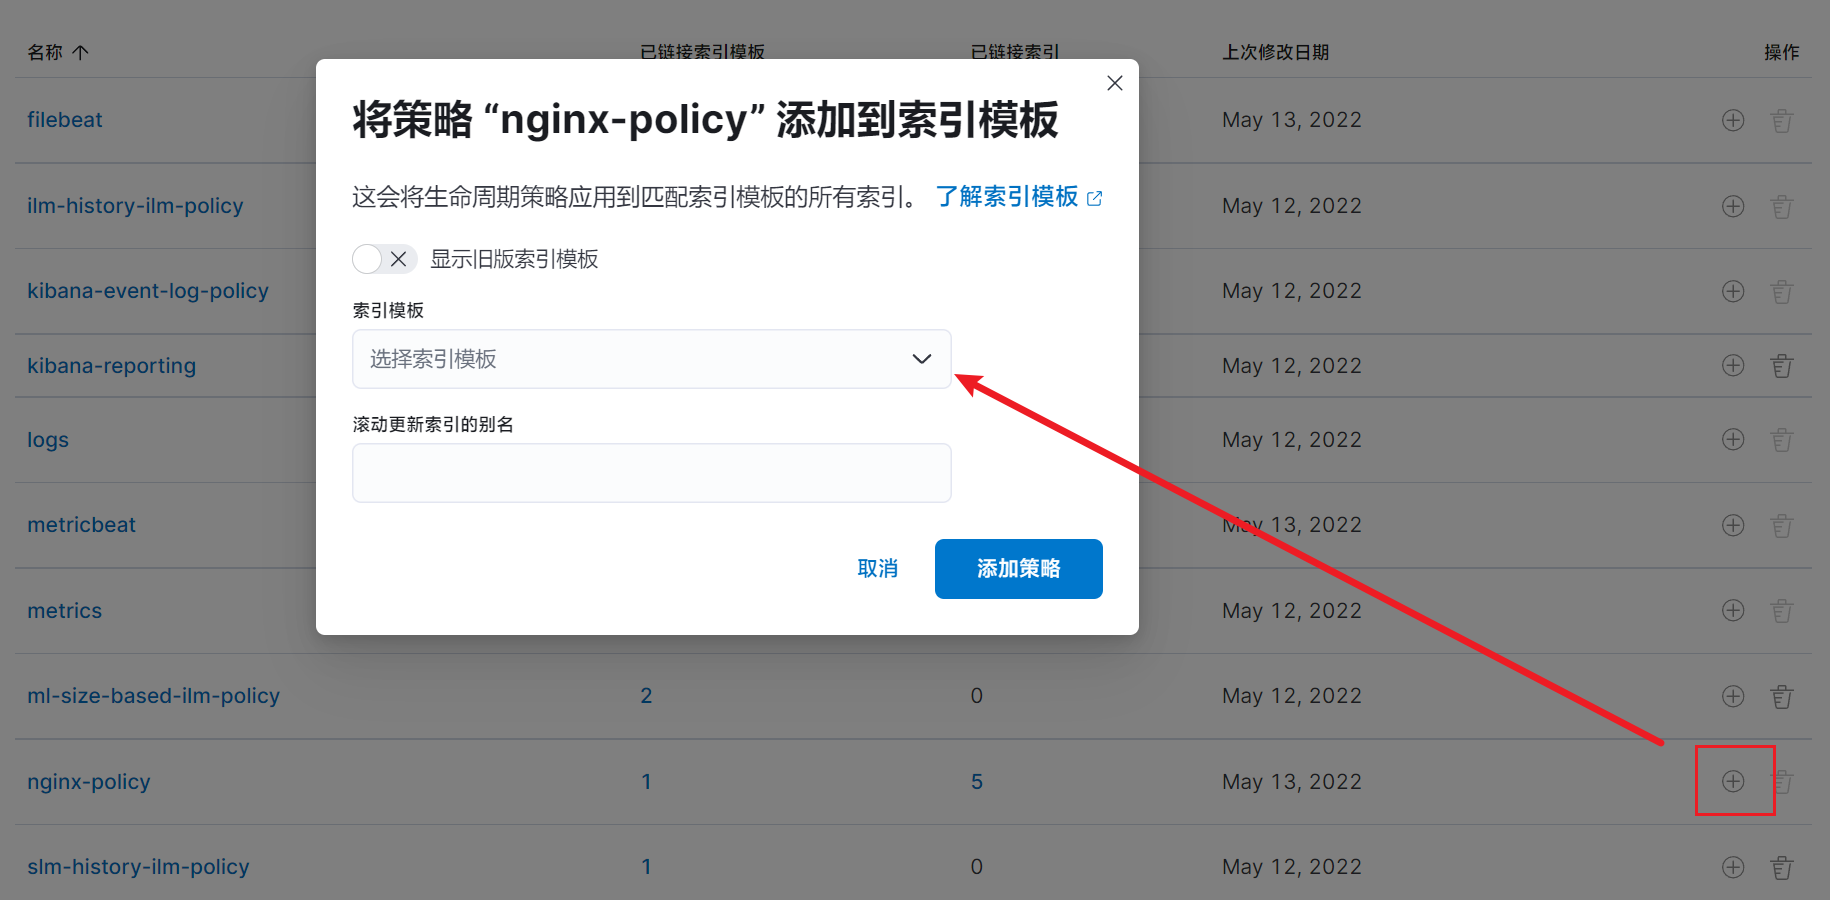 名称 已链接索引模板 已链接索引 上次修改日期 操作
filebeat May 13, 2022
ilm-history-ilm-policy May 12, 2022
kibana-event-log-policy May 12, 2022
kibana-reporting May 12, 2022
logs May 12, 2022
metricbeat May 13, 2022
metrics May 12, 2022
ml-size-based-ilm-policy 2 0 May 12, 2022
nginx-policy 1 5 May 13, 2022
slm-history-ilm-policy 1 0 May 12, 2022
将策略 “nginx-policy” 添加到索引模板
这会将生命周期策略应用到匹配索引模板的所有索引。 了解索引模板
显示旧版索引模板
索引模板
选择索引模板
滚动更新索引的别名
取消 添加策略